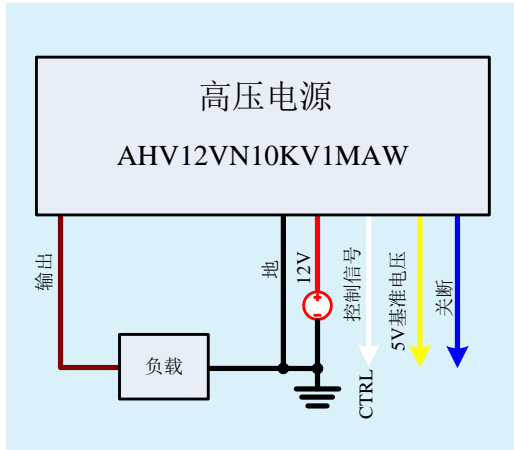 高压电源
AHV12VN10KV1MAW
输出
地
12V
控制信号
5V基准电压
关断
负载
CTRL